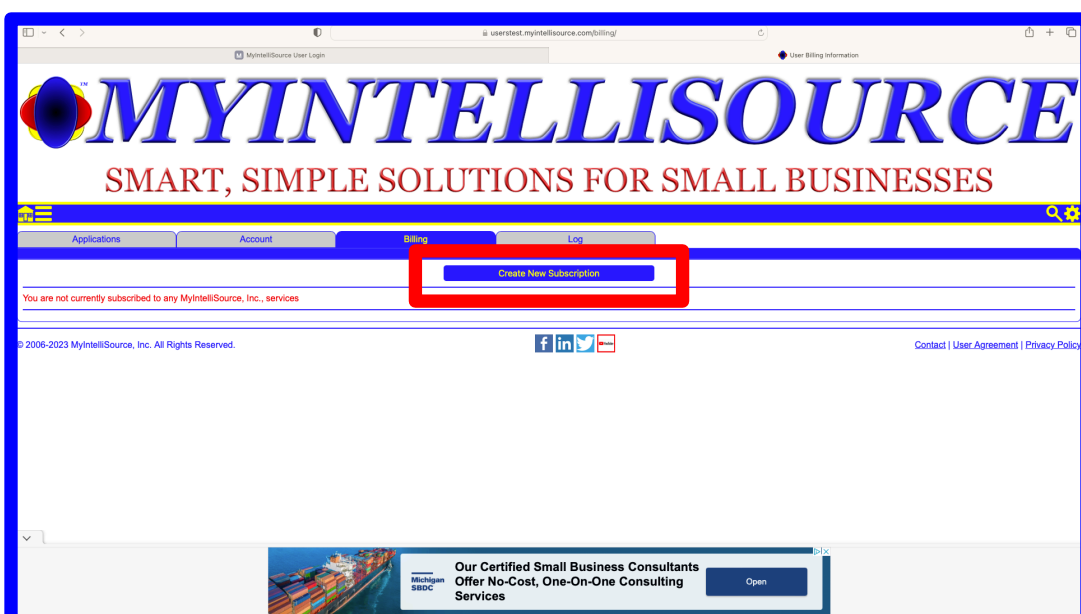 userstest.myintellisource.com/billing/
MyIntelliSource User Login
User Billing Information
MYINTELLISOURCE
™
SMART, SIMPLE SOLUTIONS FOR SMALL BUSINESSES
Applications
Account
Billing
Log
Create New Subscription
You are not currently subscribed to any MyIntelliSource, Inc., services
© 2006-2023 MyIntelliSource, Inc. All Rights Reserved.
f in
Contact | User Agreement | Privacy Policy
Michigan
SBDC
Our Certified Small Business Consultants
Offer No-Cost, One-On-One Consulting
Services
Open